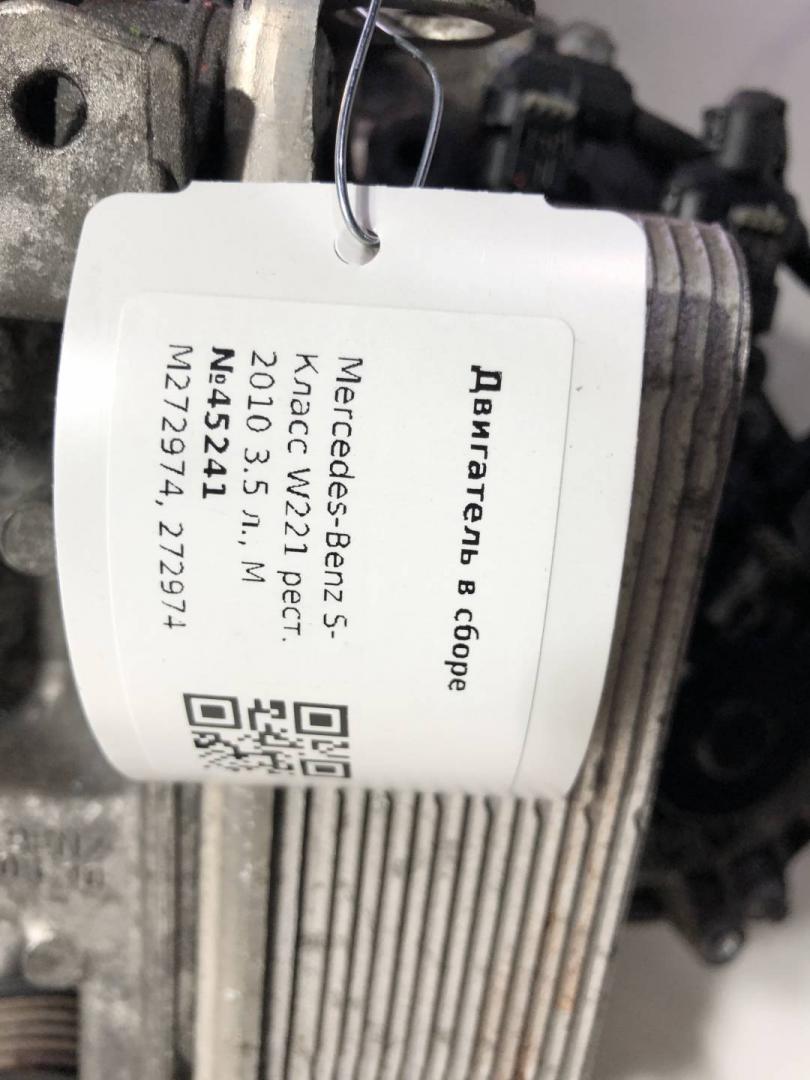 Двигатель в сборе
Mercedes-Benz S-
Класс W221 рест.
2010 3.5 л., М
№45241
M272974, 272974